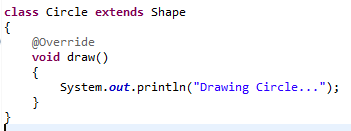 class Circle extends Shape
{
    @Override
    void draw()
    {
        System.out.println("Drawing Circle...");
    }
}